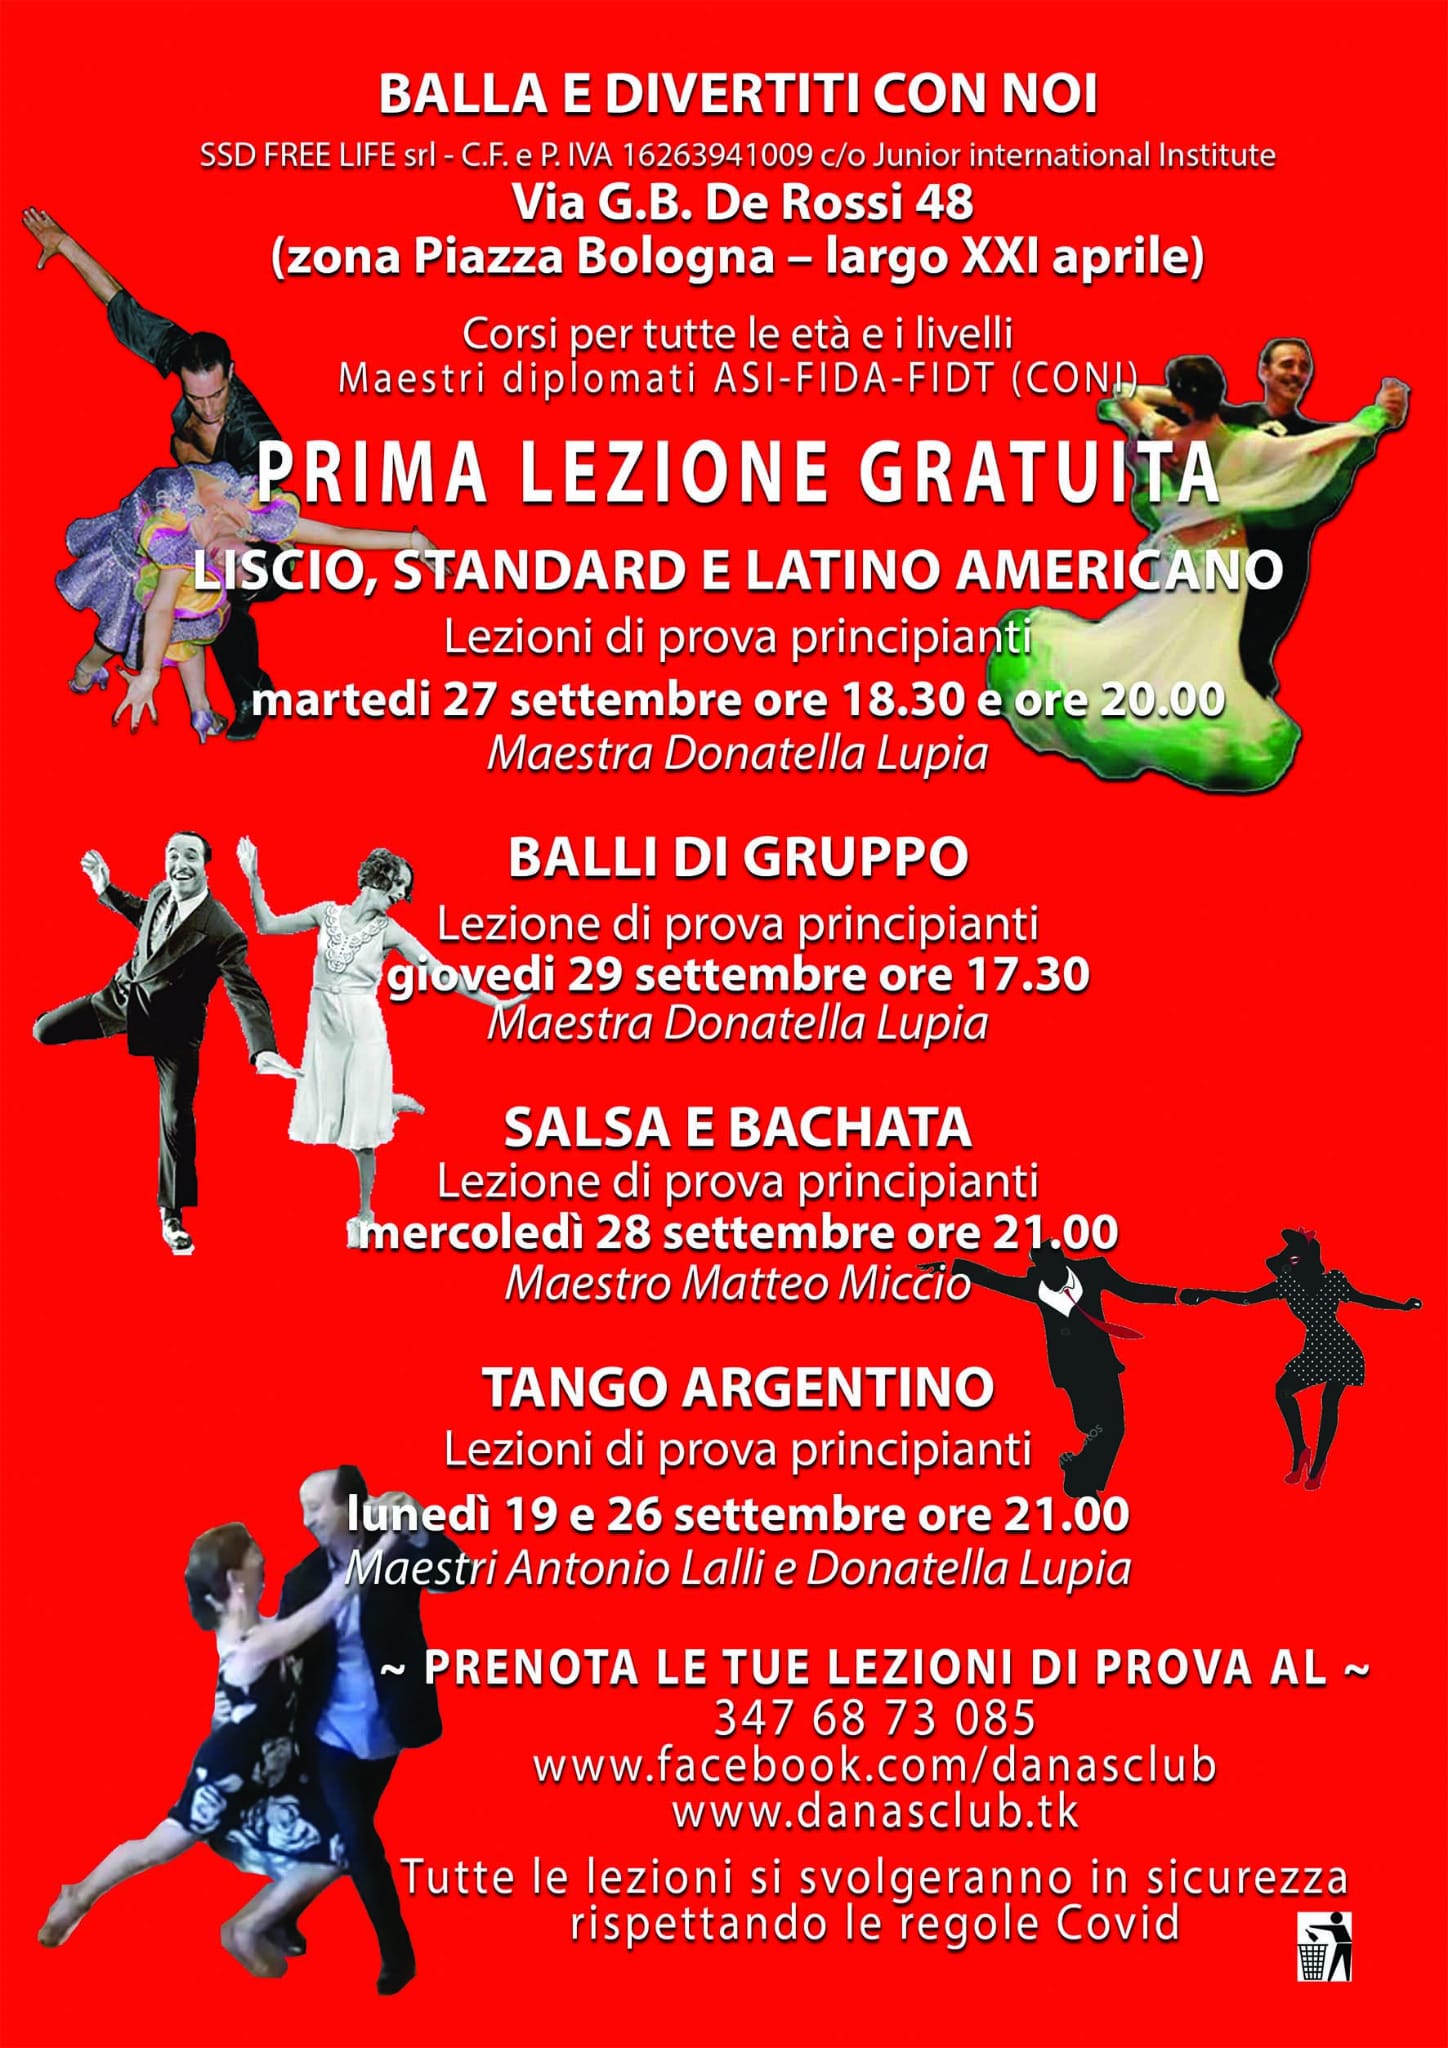 BALLA E DIVERTITI CON NOI
SSD FREE LIFE srl - C.F. e P. IVA 16263941009 c/o Junior international Institute
Via G.B. De Rossi 48
(zona Piazza Bologna – largo XXI aprile)
Corsi per tutte le età e i livelli
Maestri diplomati ASI-FIDA-FIDT (CONI)
PRIMA LEZIONE GRATUITA
LISCIO, STANDARD E LATINO AMERICANO
Lezioni di prova principianti
martedi 27 settembre ore 18.30 e ore 20.00
Maestra Donatella Lupia
BALLI DI GRUPPO
Lezione di prova principianti
giovedi 29 settembre ore 17.30
Maestra Donatella Lupia
SALSA E BACHATA
Lezione di prova principianti
mercoledì 28 settembre ore 21.00
Maestro Matteo Miccio
TANGO ARGENTINO
Lezioni di prova principianti
lunedì 19 e 26 settembre ore 21.00
Maestri Antonio Lalli e Donatella Lupia
~ PRENOTA LE TUE LEZIONI DI PROVA AL ~
347 68 73 085
www.facebook.com/danasclub
www.danasclub.tk
Tutte le lezioni si svolgeranno in sicurezza
rispettando le regole Covid